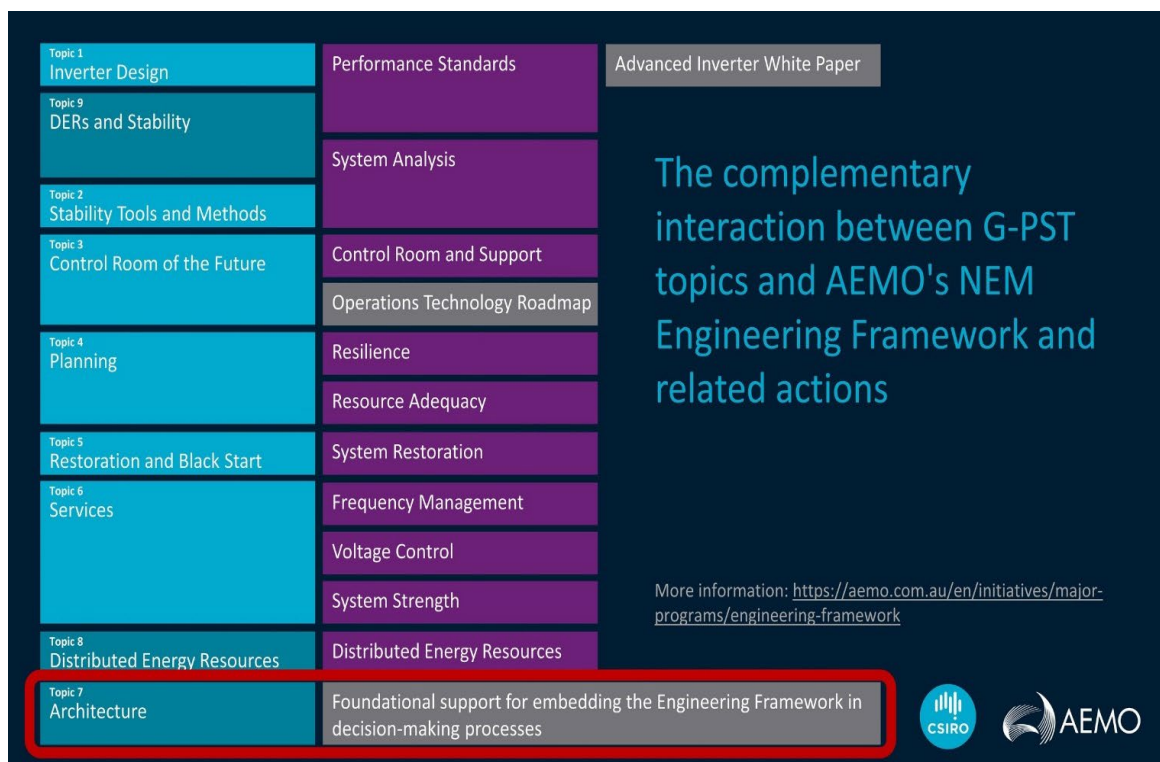 Topic 1
Inverter Design
Performance Standards
Advanced Inverter White Paper
Topic 9
DERs and Stability
System Analysis
Topic 2
Stability Tools and Methods
Topic 3
Control Room of the Future
Control Room and Support
Operations Technology Roadmap
Topic 4
Planning
Resilience
Resource Adequacy
Topic 5
Restoration and Black Start
System Restoration
Topic 6
Services
Frequency Management
Voltage Control
System Strength
Topic 8
Distributed Energy Resources
Distributed Energy Resources
Topic 7
Architecture
Foundational support for embedding the Engineering Framework in
decision-making processes
The complementary
interaction between G-PST
topics and AEMO's NEM
Engineering Framework and
related actions
More information: https://aemo.com.au/en/initiatives/major-
programs/engineering-framework
CSIRO
AEMO